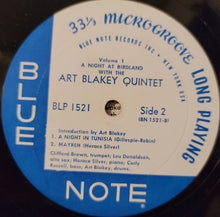 33⅓ MICROGROOVE LONG PLAYING
BLUE NOTE RECORDS INC • NEW YORK USA
Volume 1
A NIGHT AT BIRDLAND
WITH THE
ART BLAKEY QUINTET
BLP 1521
Side 2
(BN 1521-B)
Introduction by Art Blakey
1. A NIGHT IN TUNISIA (Gillespie-Robin)
2. MAYREH (Horace Silver)
Clifford Brown, trumpet; Lou Donaldson,
alto sax; Horace Silver, piano; Curly
Russell, bass; Art Blakey, drums.
BLUE
NOTE